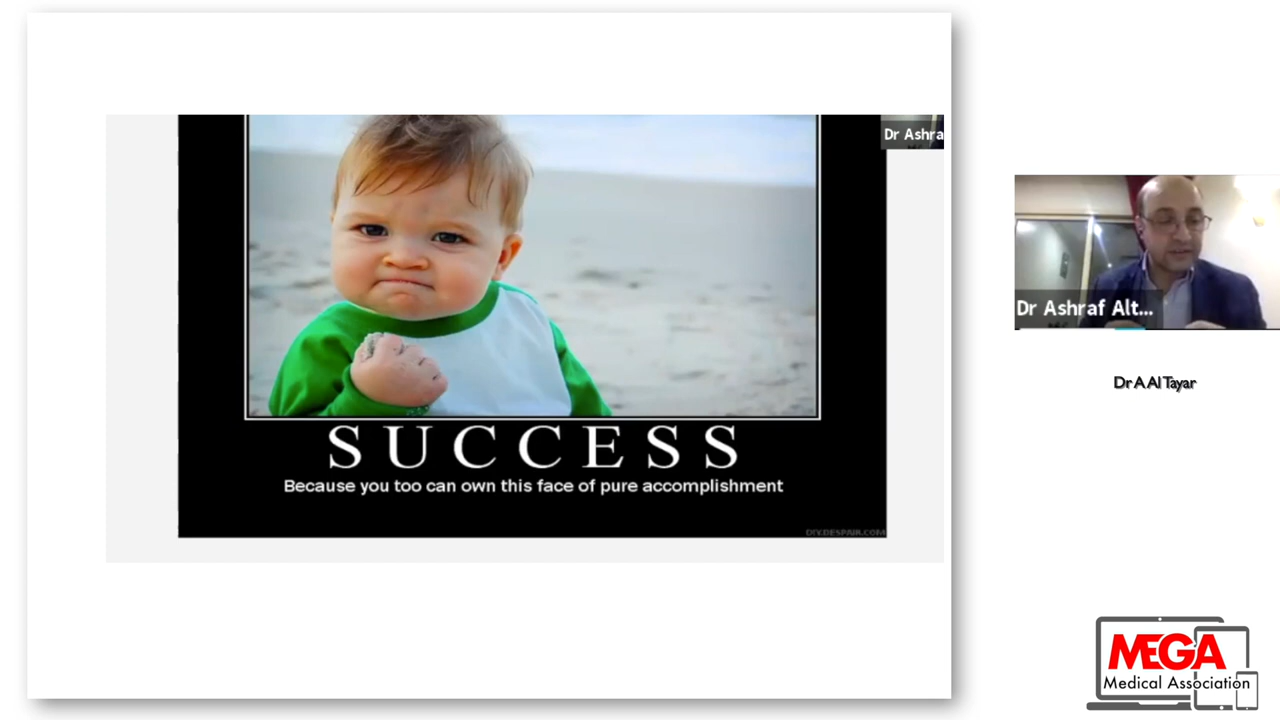 Dr Ashra
SUCCESS
Because you too can own this face of pure accomplishment
DIY.DESPAIR.COM
Dr Ashraf Alt...
Dr A Al Tayar
MEGA
Medical Association